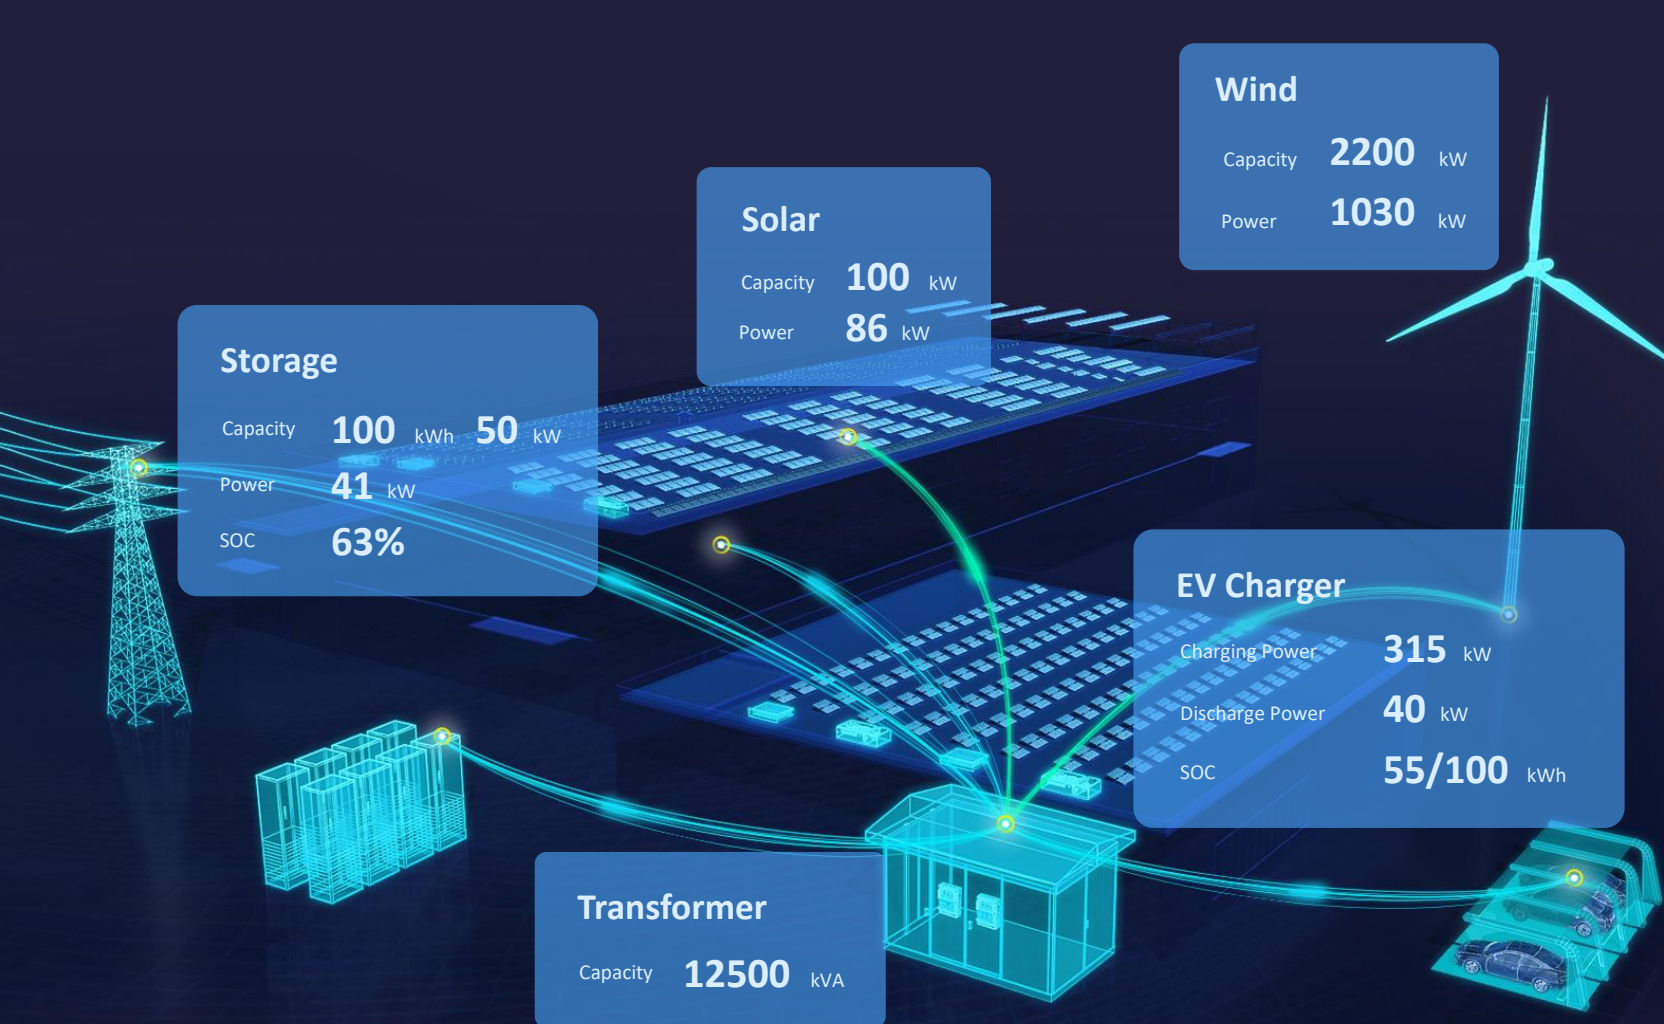 Wind
Capacity 2200 kW
Power 1030 kW
Solar
Capacity 100 kW
Power 86 kW
Storage
Capacity 100 kWh 50 kW
Power 41 kW
SOC 63%
EV Charger
Charging Power 315 kW
Discharge Power 40 kW
SOC 55/100 kWh
Transformer
Capacity 12500 kVA